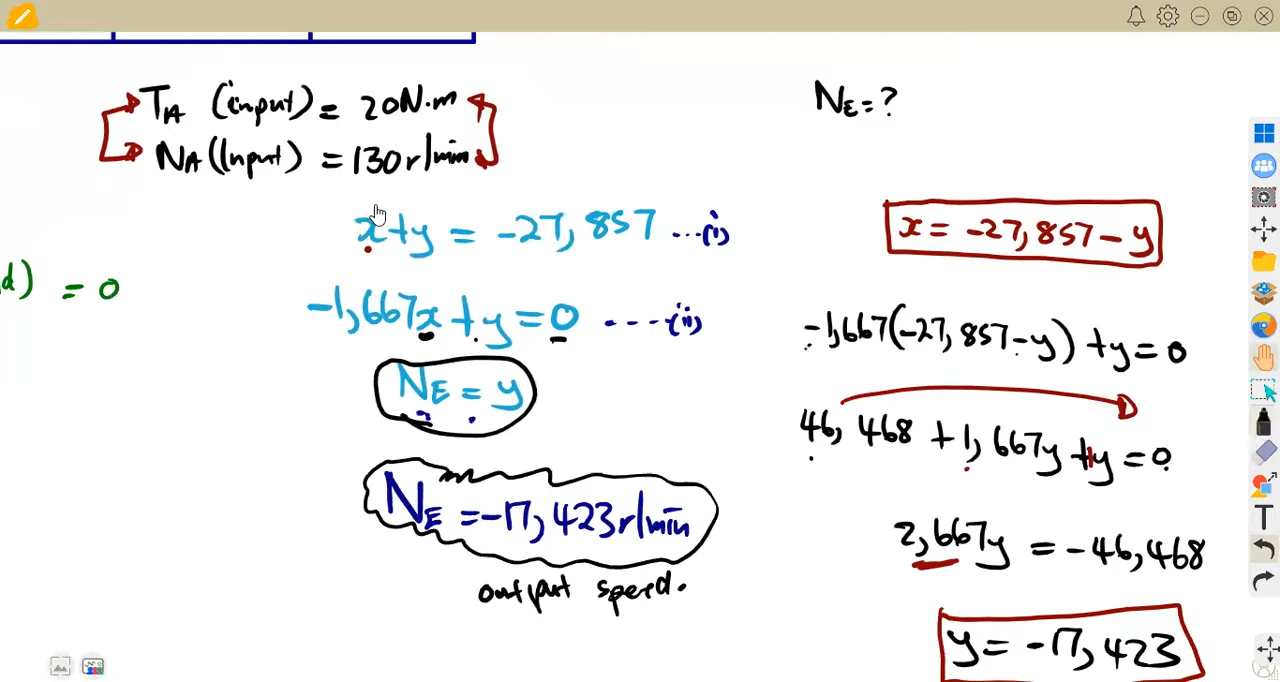 T_A (input) = 20 N.m
N_A (Input) = 130 r/min
x + y = -27,857 ...(i)
d) = 0
-1,667x + y = 0 ....(ii)
N_E = y
N_E = -17,423 r/min
output speed.
N_E = ?
x = -27,857 - y
-1,667(-27,857 - y) + y = 0
46,468 + 1,667y + 1y = 0
2,667y = -46,468
y = -17,423
T